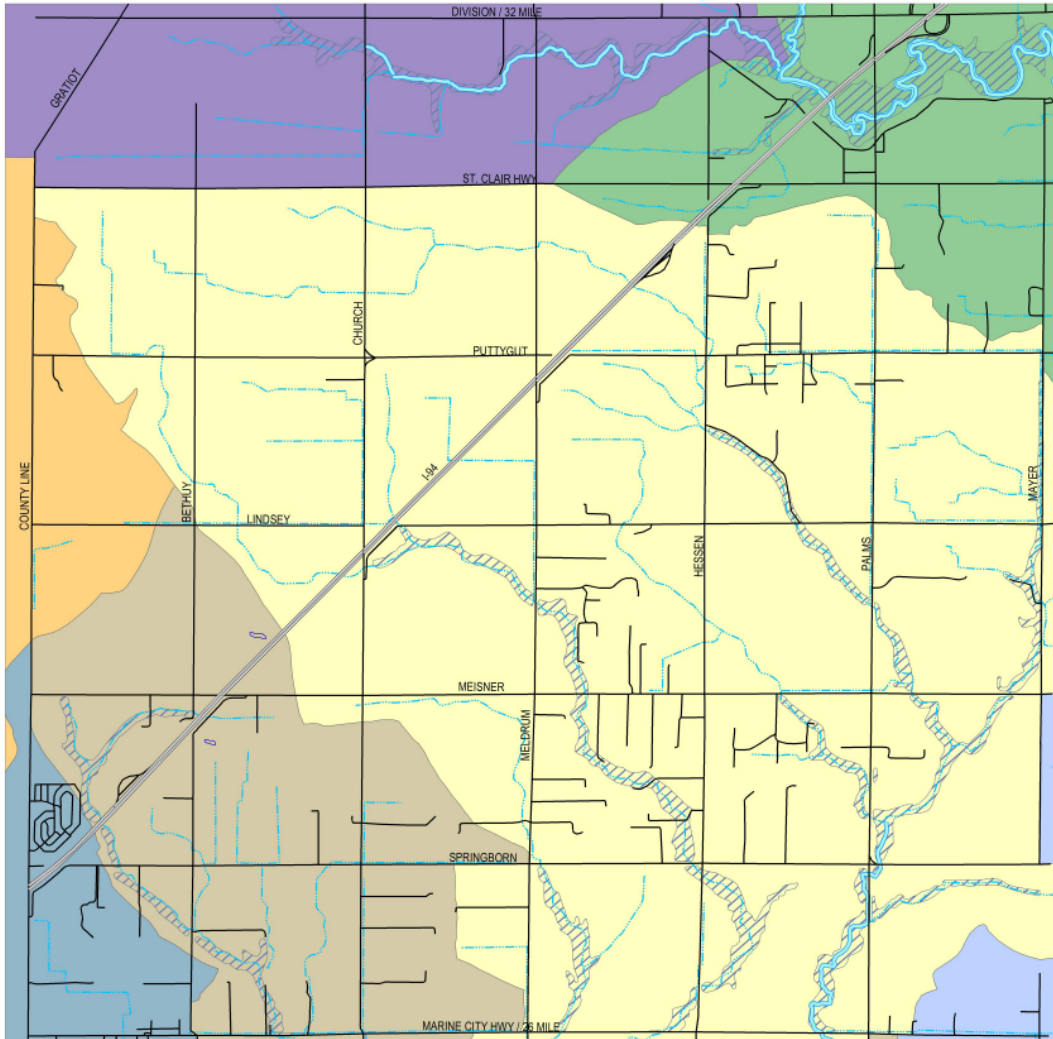 DIVISION / 32 MILE
GRATIOT
ST. CLAIR HWY
CHURCH
PUTTYGUT
I-94
COUNTY LINE
BETHUY
MAYER
LINDSEY
HESSEN
PALMS
MEISNER
MELDRUM
SPRINGBORN
MARINE CITY HWY / 26 MILE